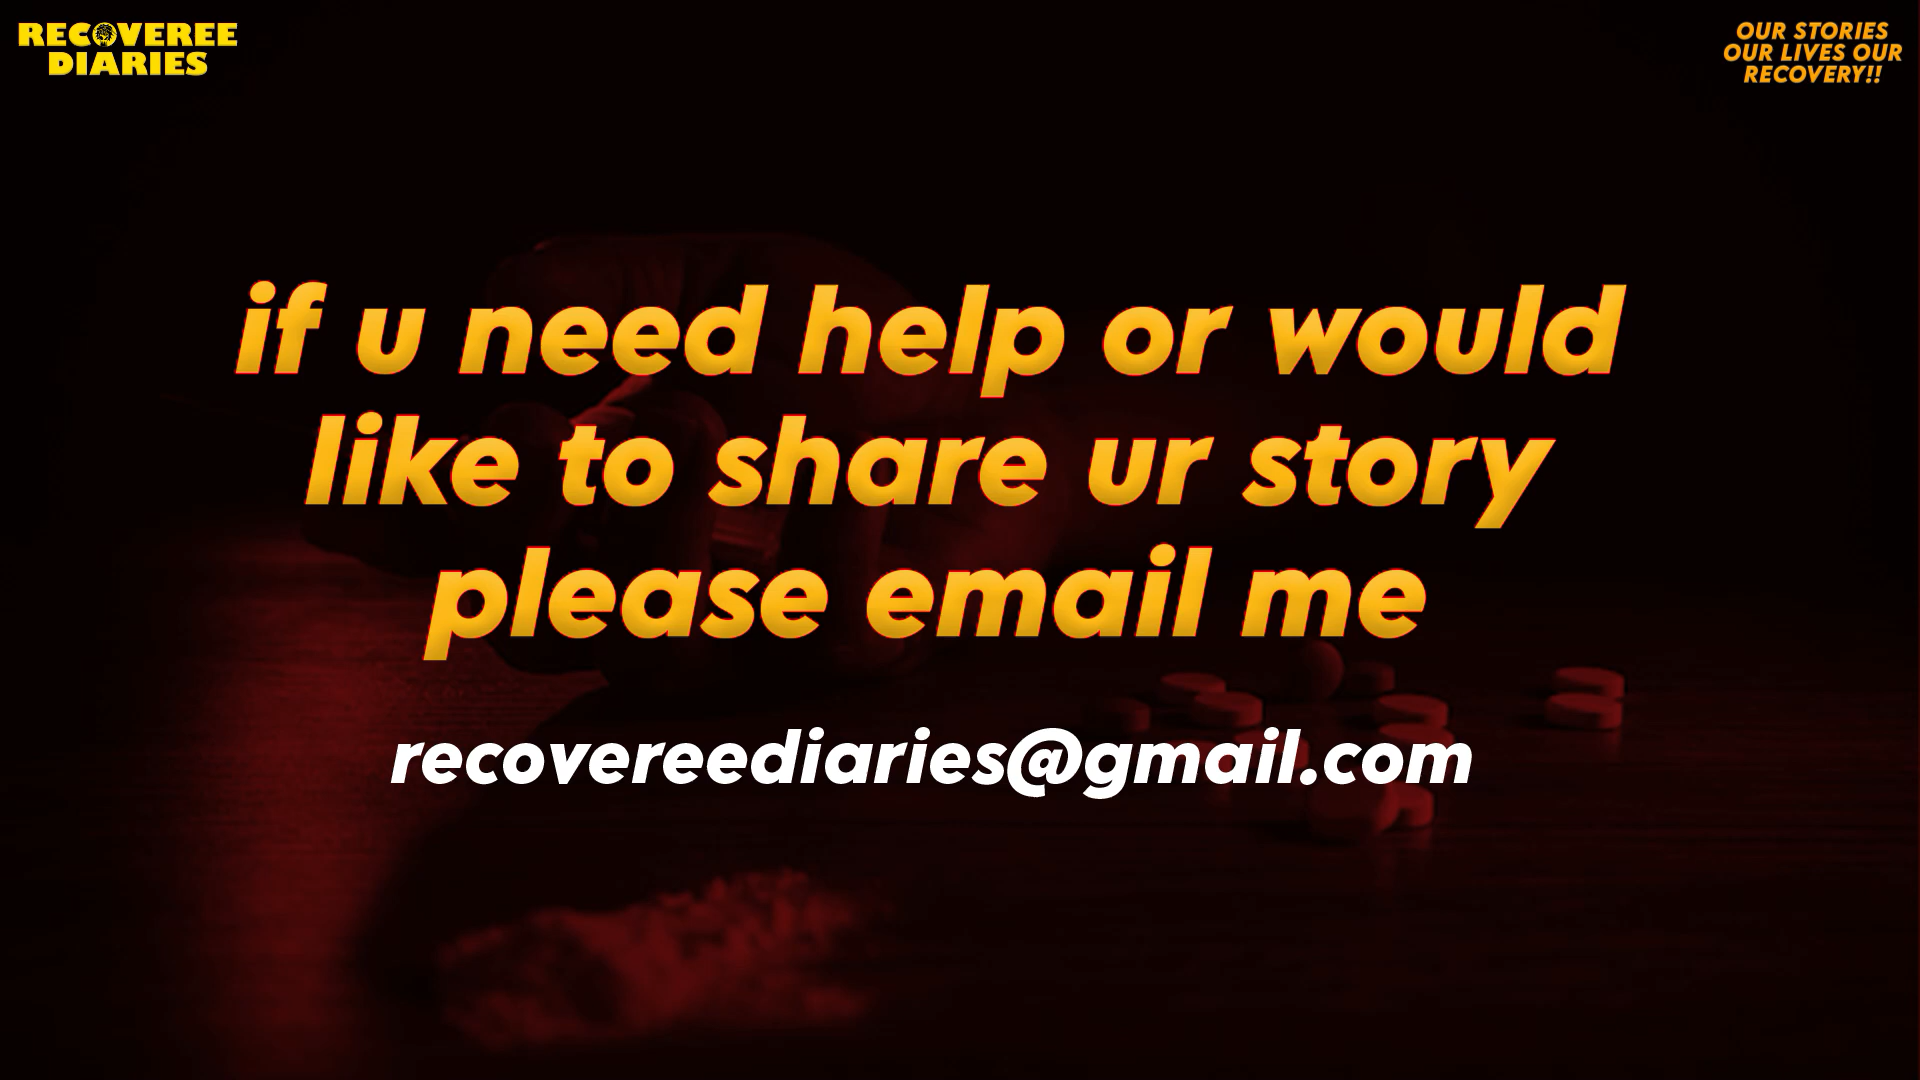 RECOVEREE
DIARIES
OUR STORIES
OUR LIVES OUR
RECOVERY!!
if u need help or would
like to share ur story
please email me
recovereediaries@gmail.com